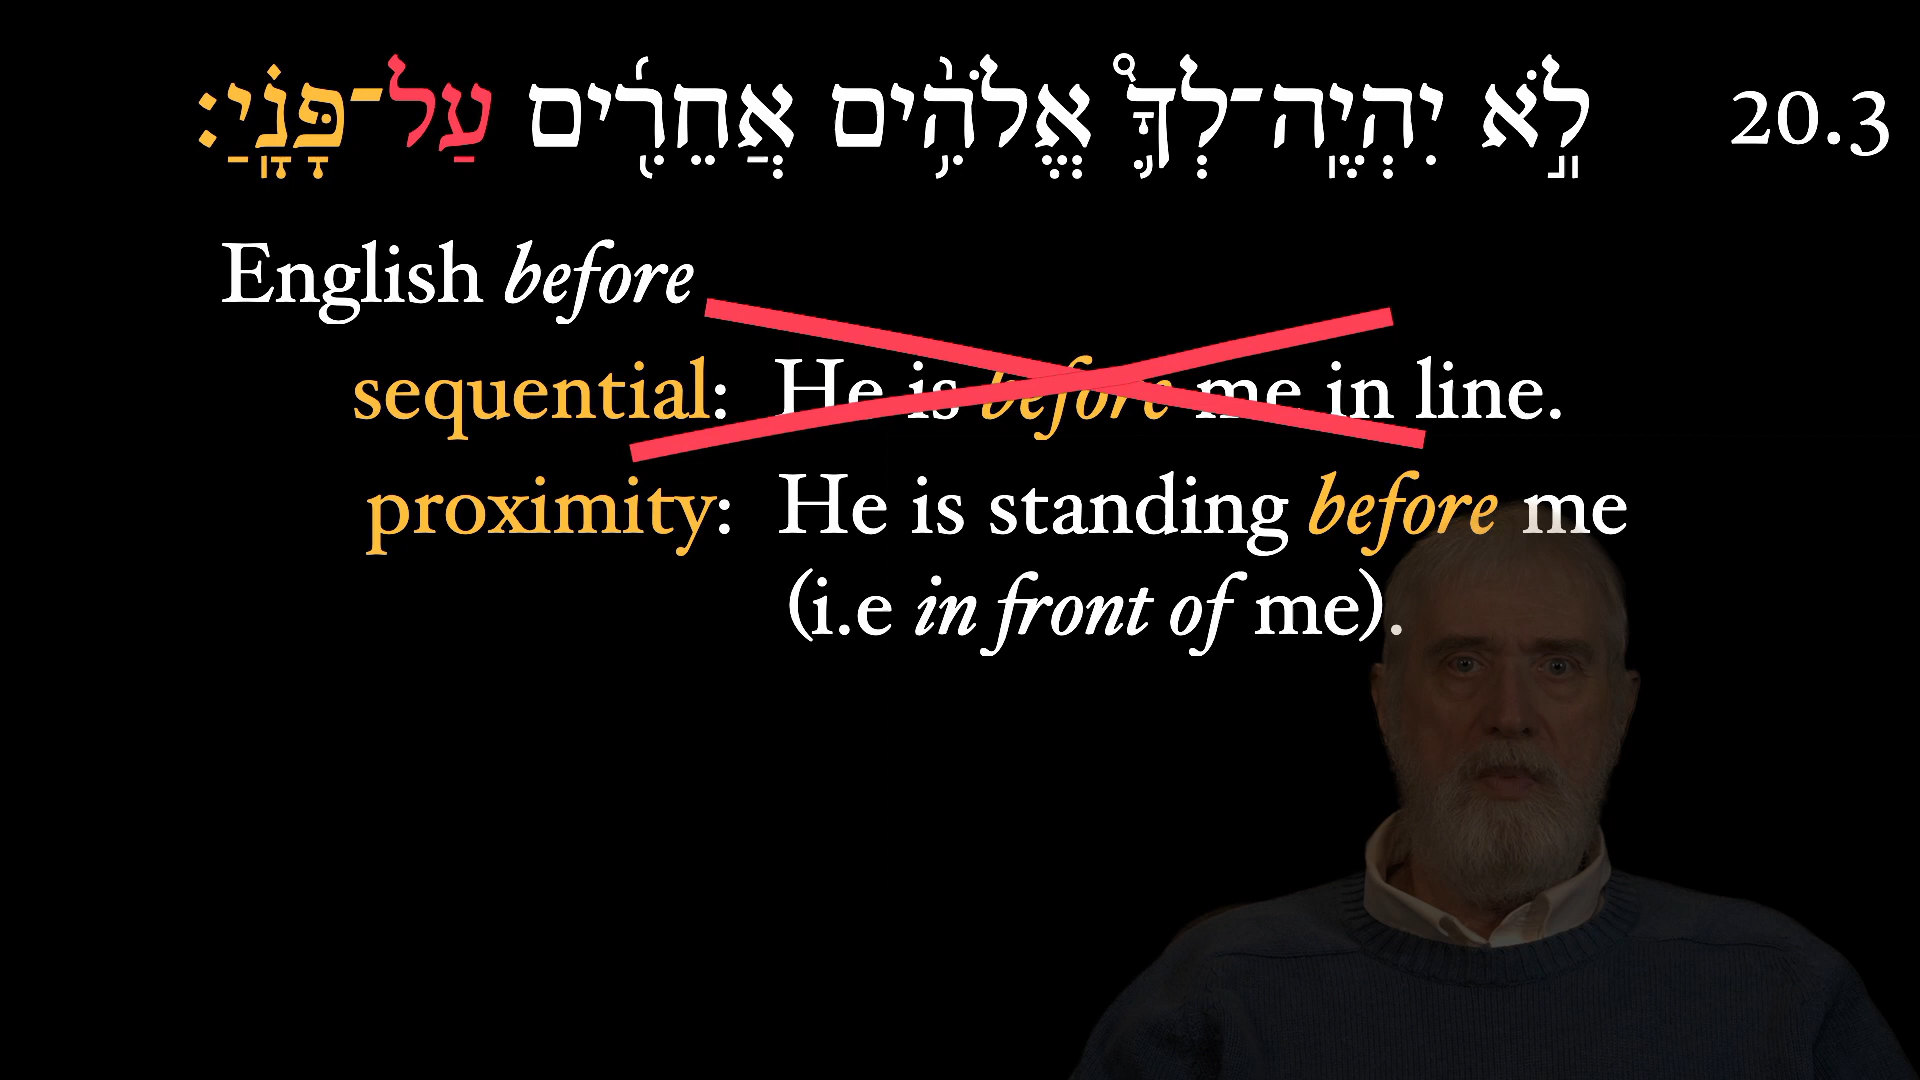 20.3 לֹ֣֖א יִהְיֶ֥ה־לְךָ֛֩ אֱלֹהִ֥֨ים אֲחֵרִ֖֜ים עַל־פָּנָֽ֗יַ׃
English before
sequential: He is before me in line.
proximity: He is standing before me
(i.e in front of me).